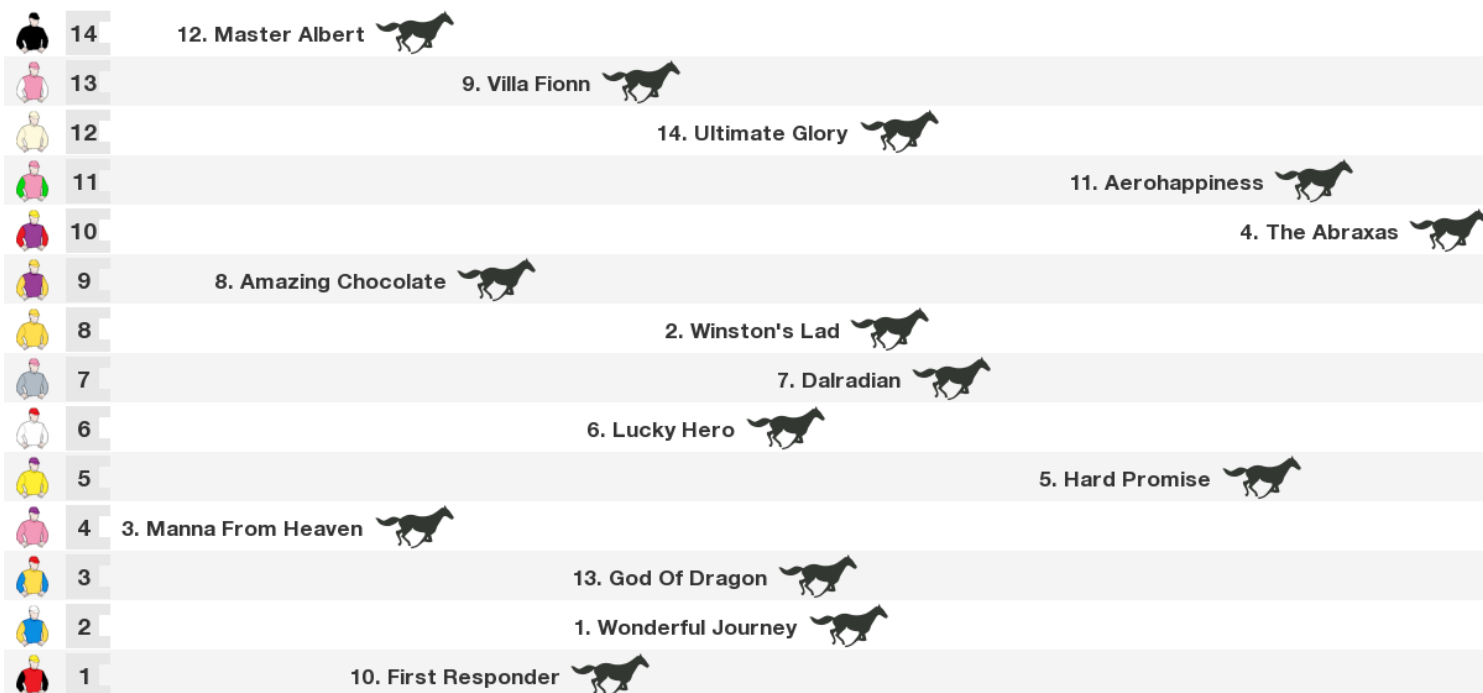 14 12. Master Albert
13 9. Villa Fionn
12 14. Ultimate Glory
11 11. Aerohappiness
10 4. The Abraxas
9 8. Amazing Chocolate
8 2. Winston's Lad
7 7. Dalradian
6 6. Lucky Hero
5 5. Hard Promise
4 3. Manna From Heaven
3 13. God Of Dragon
2 1. Wonderful Journey
1 10. First Responder